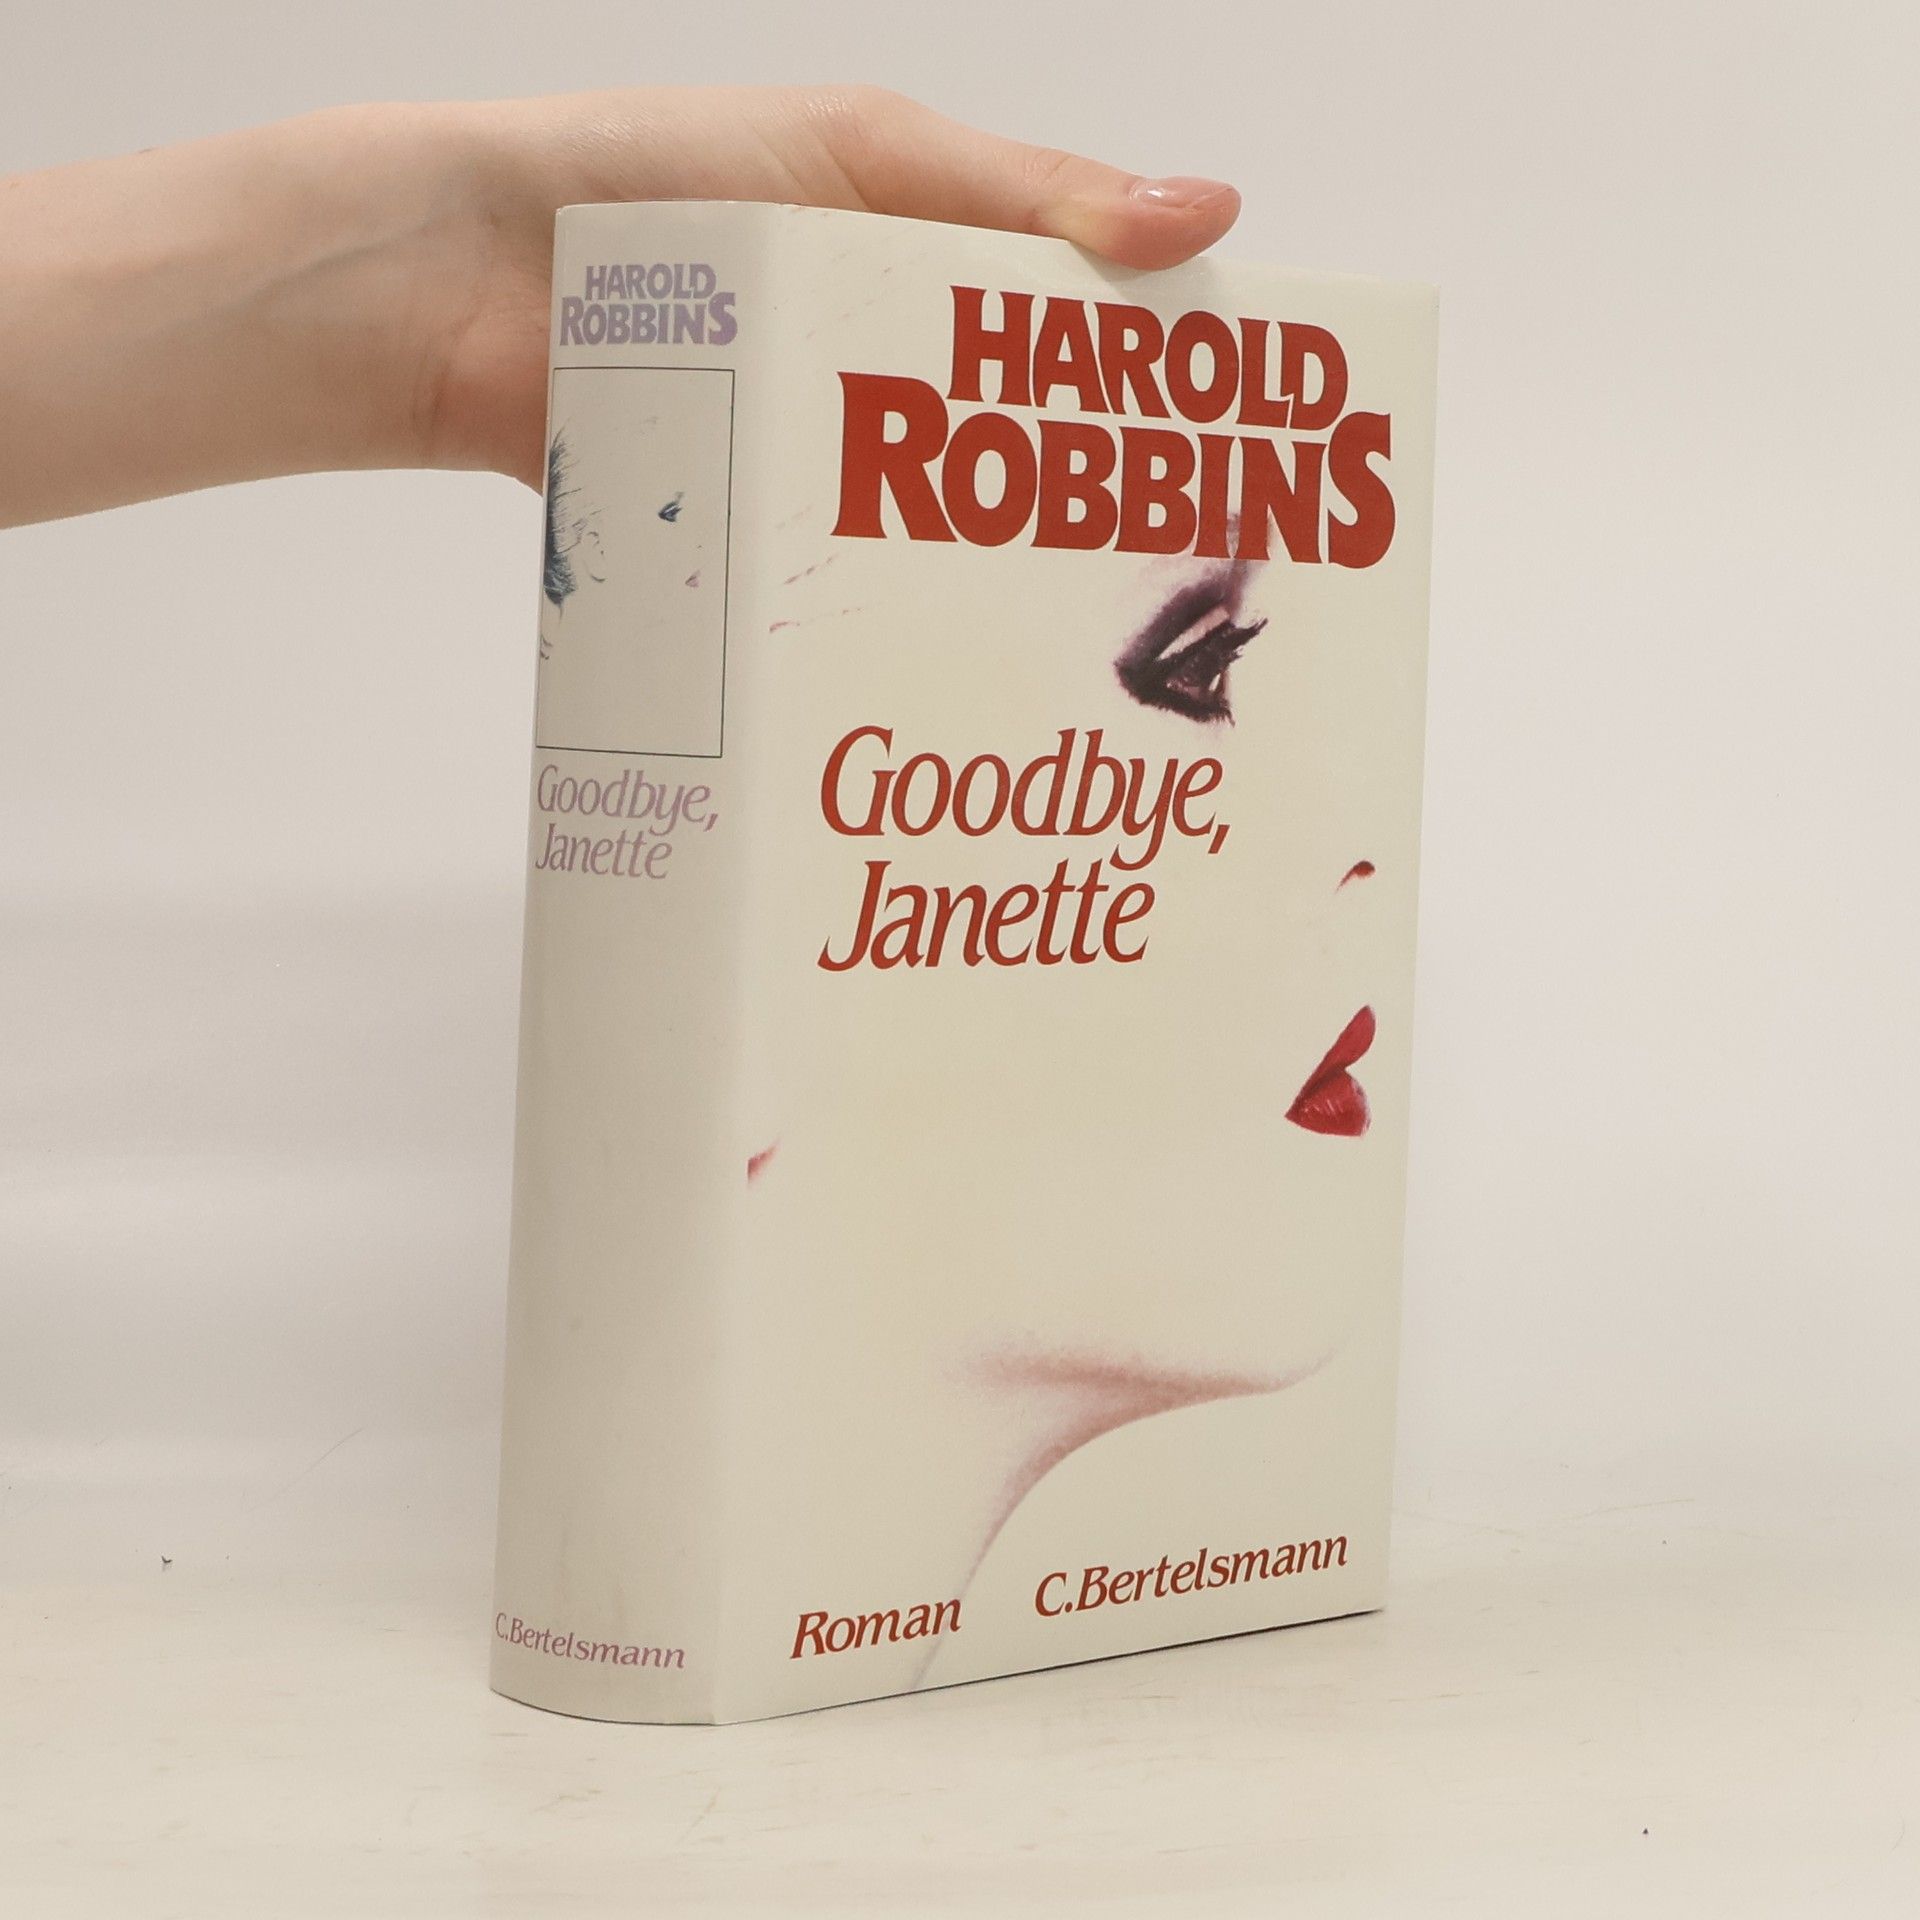 HAROLD
ROBBINS
Goodbye,
Janette
C.Bertelsmann
HAROLD
ROBBINS
Goodbye,
Janette
Roman
C.Bertelsmann